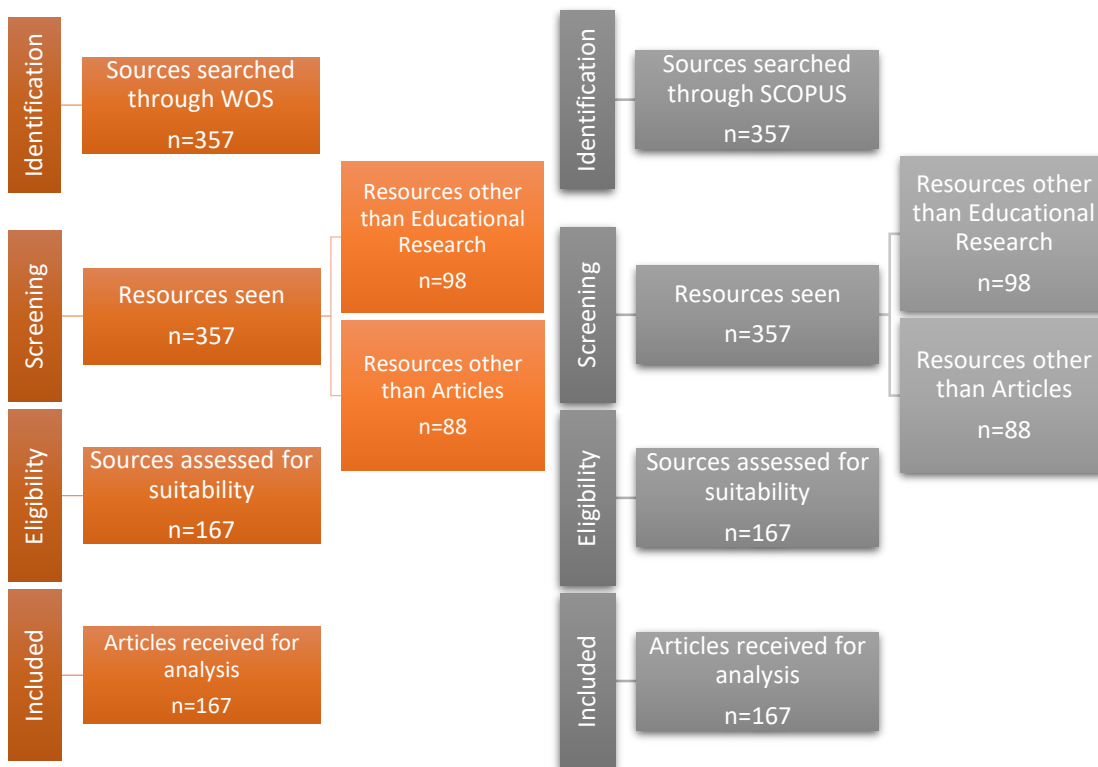 Identification
Sources searched
through WOS
n=357
Screening
Resources seen
n=357
Resources other
than Educational
Research
n=98
Resources other
than Articles
n=88
Eligibility
Sources assessed for
suitability
n=167
Included
Articles received for
analysis
n=167
Identification
Sources searched
through SCOPUS
n=357
Screening
Resources seen
n=357
Resources other
than Educational
Research
n=98
Resources other
than Articles
n=88
Eligibility
Sources assessed for
suitability
n=167
Included
Articles received for
analysis
n=167